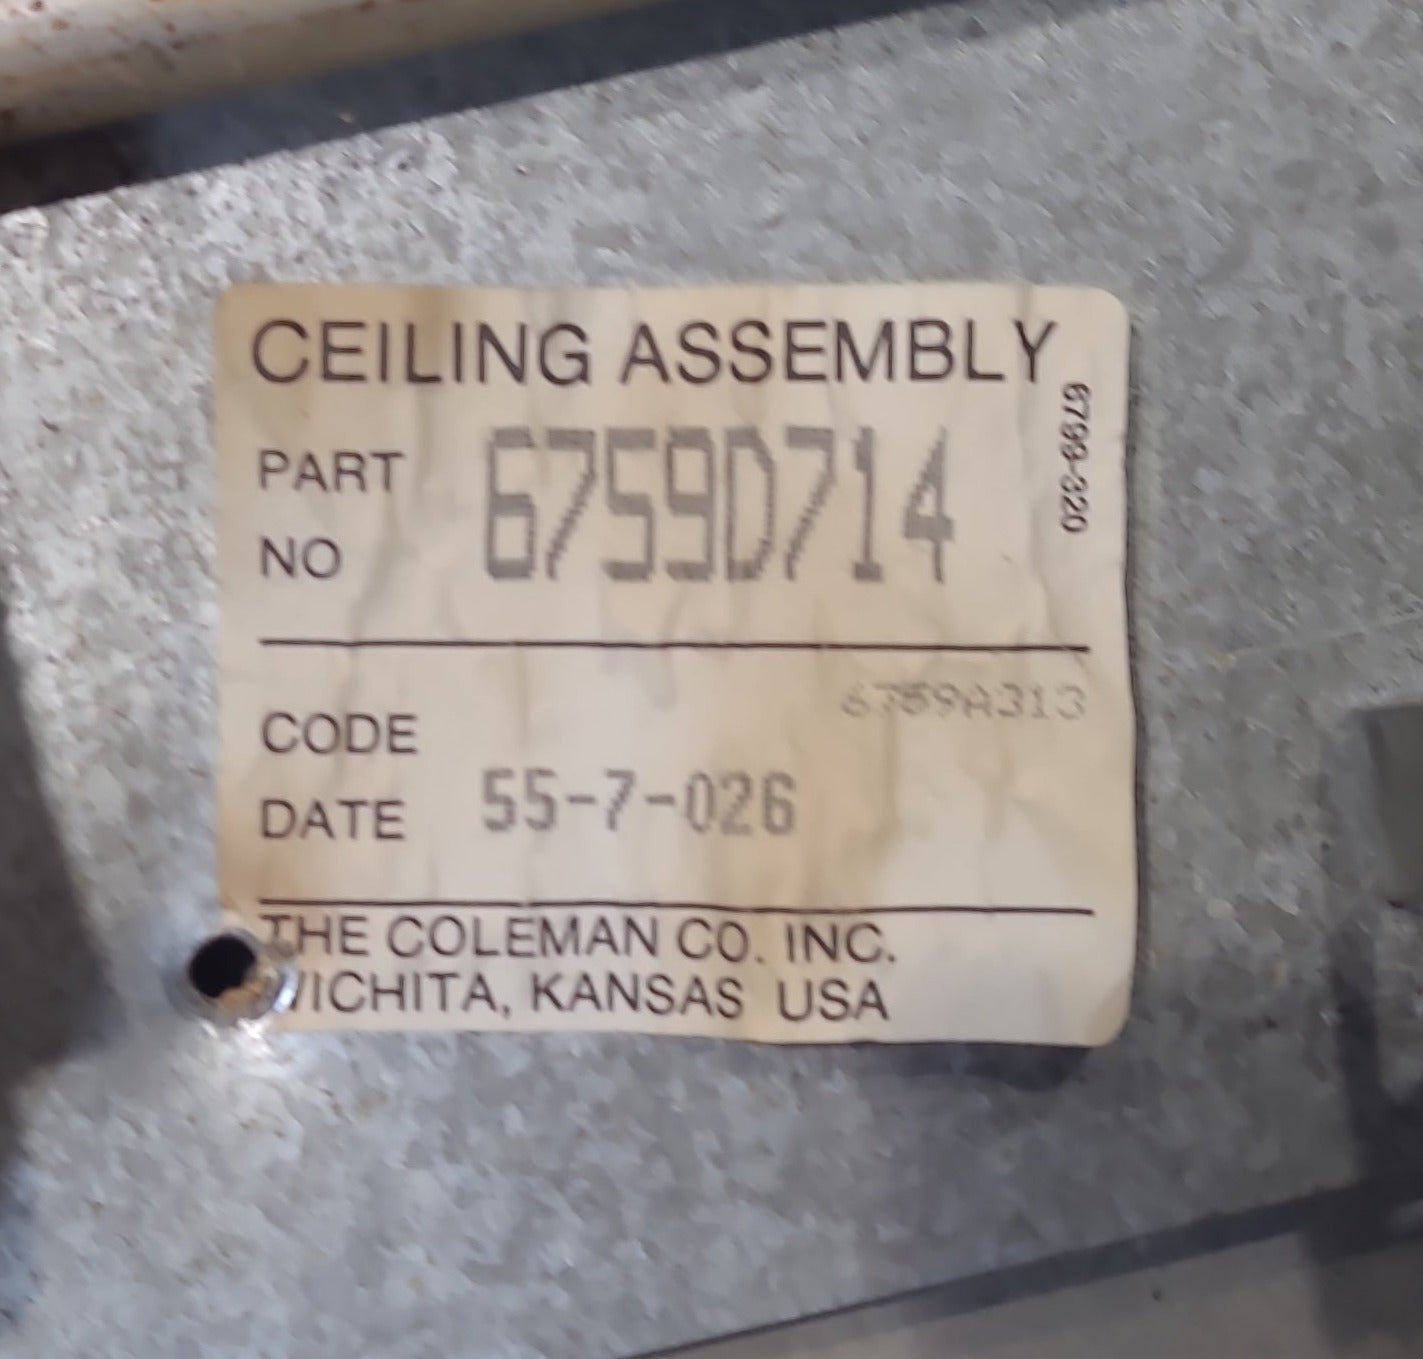 CEILING ASSEMBLY
PART
NO
6759D714
6799-320
6759A313
CODE
DATE
55-7-026
THE COLEMAN CO. INC.
WICHITA, KANSAS USA